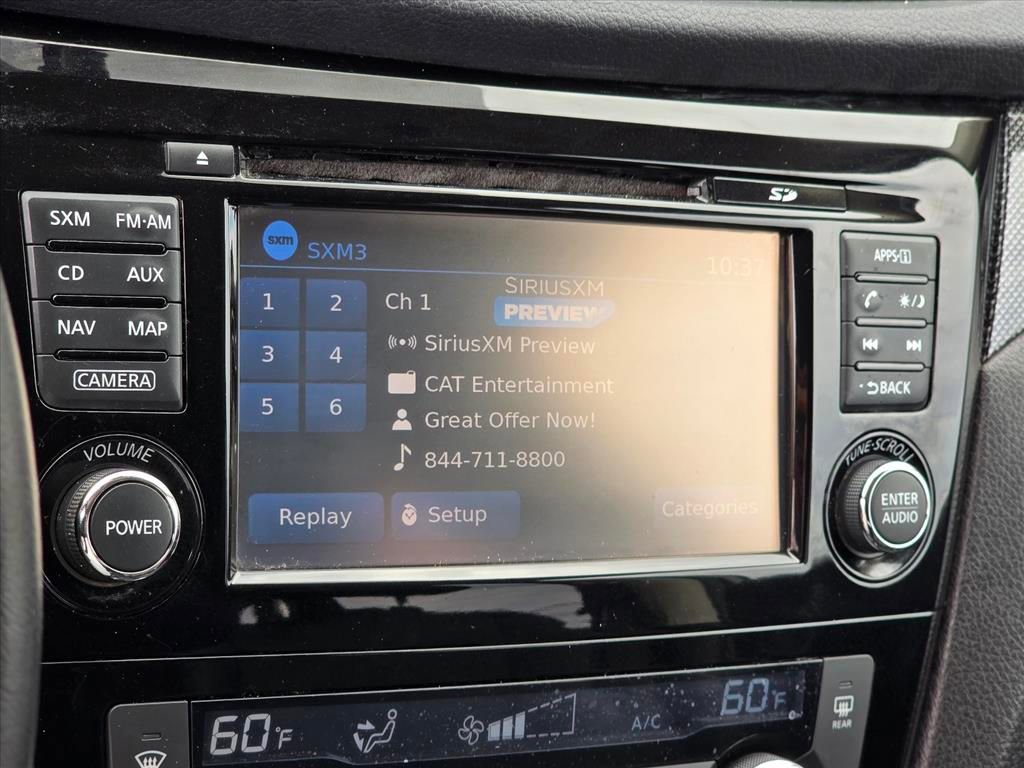 SXM FM·AM
CD AUX
NAV MAP
CAMERA
VOLUME
POWER
sxm SXM3
1 2
3 4
5 6
Ch 1
SIRIUSXM
PREVIEW
SiriusXM Preview
CAT Entertainment
Great Offer Now!
844-711-8800
Replay Setup Categories
SD
APPS·i
BACK
TUNE·SCROLL
ENTER
AUDIO
60°F
A/C
60°F
REAR